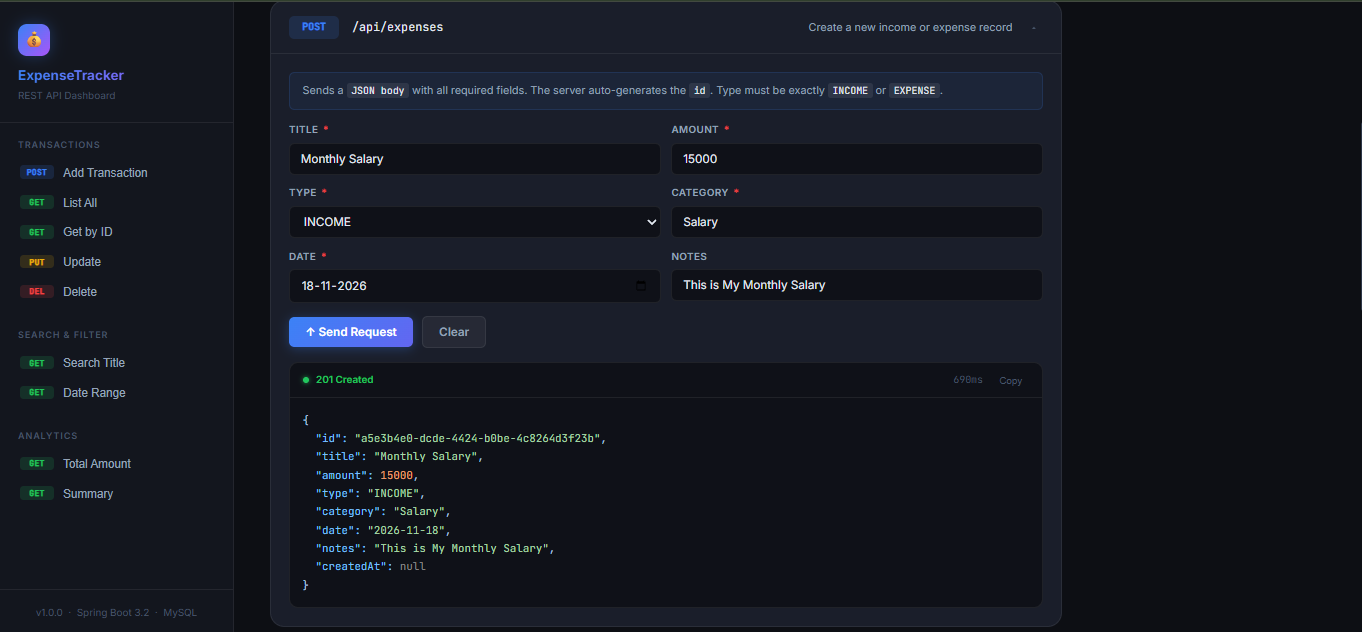 ExpenseTracker
REST API Dashboard
TRANSACTIONS
POST Add Transaction
GET List All
GET Get by ID
PUT Update
DEL Delete
SEARCH & FILTER
GET Search Title
GET Date Range
ANALYTICS
GET Total Amount
GET Summary
v1.0.0 · Spring Boot 3.2 · MySQL
POST /api/expenses Create a new income or expense record -
Sends a JSON body with all required fields. The server auto-generates the id. Type must be exactly INCOME or EXPENSE.
TITLE * AMOUNT *
Monthly Salary 15000
TYPE * CATEGORY *
INCOME Salary
DATE * NOTES
18-11-2026 This is My Monthly Salary
↑ Send Request Clear
201 Created 690ms Copy
{
"id": "a5e3b4e0-dcde-4424-b0be-4c8264d3f23b",
"title": "Monthly Salary",
"amount": 15000,
"type": "INCOME",
"category": "Salary",
"date": "2026-11-18",
"notes": "This is My Monthly Salary",
"createdAt": null
}